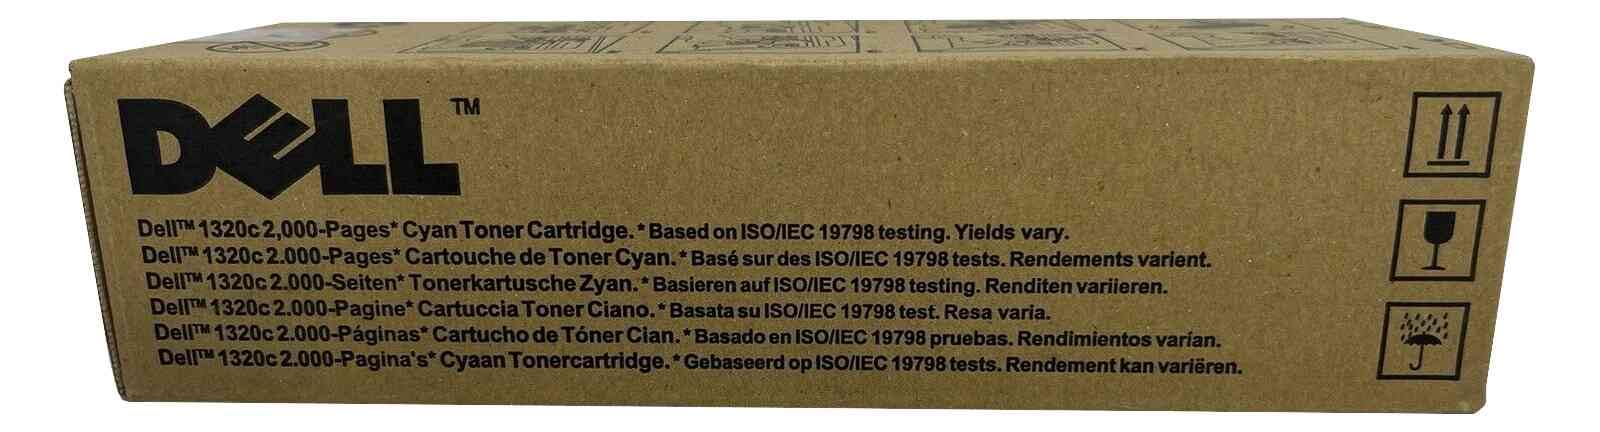 DELL™
Dell™ 1320c 2,000-Pages* Cyan Toner Cartridge. * Based on ISO/IEC 19798 testing. Yields vary.
Dell™ 1320c 2.000-Pages* Cartouche de Toner Cyan. * Basé sur des ISO/IEC 19798 tests. Rendements varient.
Dell™ 1320c 2.000-Seiten* Tonerkartusche Zyan. * Basieren auf ISO/IEC 19798 testing. Renditen variieren.
Dell™ 1320c 2.000-Pagine* Cartuccia Toner Ciano. * Basata su ISO/IEC 19798 test. Resa varia.
Dell™ 1320c 2.000-Páginas* Cartucho de Tóner Cian. * Basado en ISO/IEC 19798 pruebas. Rendimientos varían.
Dell™ 1320c 2.000-Pagina's* Cyaan Tonercartridge. * Gebaseerd op ISO/IEC 19798 tests. Rendement kan variëren.